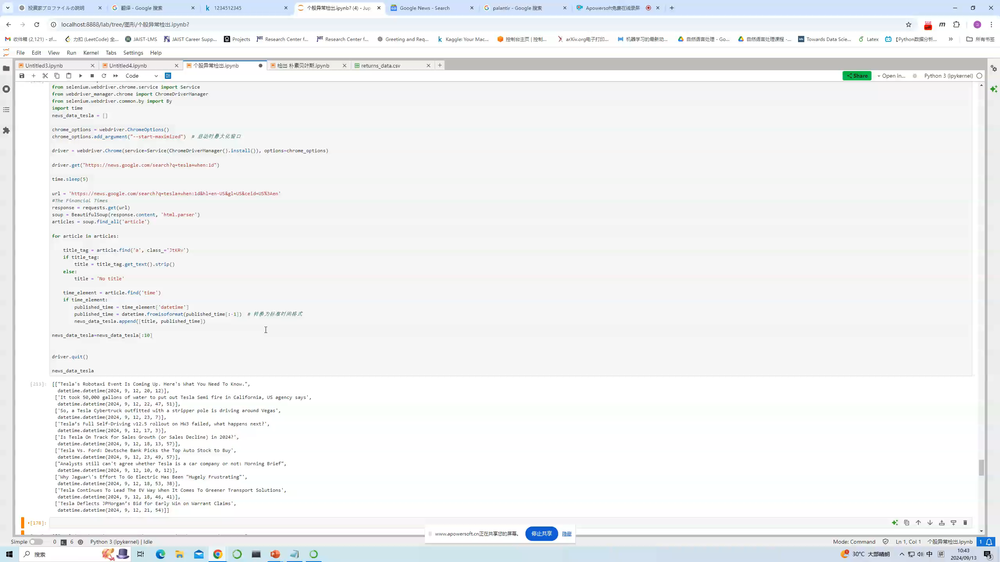 投資家プロファイルの説明
翻译 - Google 搜索
1234512345
个股异常检出.ipynb? (4) - Jup
Google News - Search
palantir - Google 搜索
Apowersoft免费在线录屏
localhost:8888/lab/tree/图形/个股异常检出.ipynb?
off
收件箱 (2,121) - zf...
力扣 (LeetCode) 全...
JAIST-LMS
JAIST Career Supp...
Projects
Research Center f...
Research Center f...
Greeting and Req...
Kaggle: Your Mac...
控制台主页 | 控制...
arXiv.org电子打印...
机器学习的最新动...
自然语言处理 - Go...
自然语言处理课程 -...
Towards Data Scie...
Latex
【Python数据分析...
所有书签
File Edit View Run Kernel Tabs Settings Help
Untitled3.ipynb
Untitled4.ipynb
个股异常检出.ipynb
检出 朴素贝叶斯.ipynb
returns_data.csv
Code
Share
Open in...
Python 3 (ipykernel)
from selenium.webdriver.chrome.service import Service
from webdriver_manager.chrome import ChromeDriverManager
from selenium.webdriver.common.by import By
import time
news_data_tesla = []
chrome_options = webdriver.ChromeOptions()
chrome_options.add_argument("--start-maximized")  # 启动时最大化窗口
driver = webdriver.Chrome(service=Service(ChromeDriverManager().install()), options=chrome_options)
driver.get("https://news.google.com/search?q=tesla+when:1d")
time.sleep(5)
url = 'https://news.google.com/search?q=tesla+when:1d&hl=en-US&gl=US&ceid=US%3Aen'
#The Financial Times
response = requests.get(url)
soup = BeautifulSoup(response.content, 'html.parser')
articles = soup.find_all('article')
for article in articles:
title_tag = article.find('a', class_='JtKRv')
if title_tag:
title = title_tag.get_text().strip()
else:
title = 'No title'
time_element = article.find('time')
if time_element:
published_time = time_element['datetime']
published_time = datetime.fromisoformat(published_time[:-1])  # 转换为标准时间格式
news_data_tesla.append([title, published_time])
news_data_tesla=news_data_tesla[:10]
driver.quit()
news_data_tesla
[213]: [["Tesla's Robotaxi Event Is Coming Up. Here's What You Need To Know.",
datetime.datetime(2024, 9, 12, 20, 12)],
['It took 50,000 gallons of water to put out Tesla Semi fire in California, US agency says',
datetime.datetime(2024, 9, 12, 22, 47, 51)],
['So, a Tesla Cybertruck outfitted with a stripper pole is driving around Vegas',
datetime.datetime(2024, 9, 12, 23, 7)],
['Tesla’s Full Self-Driving v12.5 rollout on HW3 failed, what happens next?',
datetime.datetime(2024, 9, 12, 17, 3)],
['Is Tesla On Track for Sales Growth (or Sales Decline) in 2024?',
datetime.datetime(2024, 9, 12, 18, 13, 57)],
['Tesla Vs. Ford: Deutsche Bank Picks the Top Auto Stock to Buy',
datetime.datetime(2024, 9, 12, 23, 49, 57)],
["Analysts still can't agree whether Tesla is a car company or not: Morning Brief",
datetime.datetime(2024, 9, 12, 10, 0, 12)],
['Why Jaguar\'s Effort To Go Electric Has Been "Hugely Frustrating"',
datetime.datetime(2024, 9, 12, 18, 53, 38)],
['Tesla Continues To Lead The EV Way When It Comes To Greener Transport Solutions',
datetime.datetime(2024, 9, 12, 18, 46, 41)],
['Tesla Deflects JPMorgan’s Bid for Early Win on Warrant Claims',
datetime.datetime(2024, 9, 12, 21, 54)]]
•[178]:
www.apowersoft.cn正在共享您的屏幕。
停止共享
隐藏
Simple 0 6 Python 3 (ipykernel) | Idle
Mode: Command Ln 1, Col 1 个股异常检出.ipynb 1
搜索
30°C 大部晴朗
中
拼
10:43
2024/09/13
3